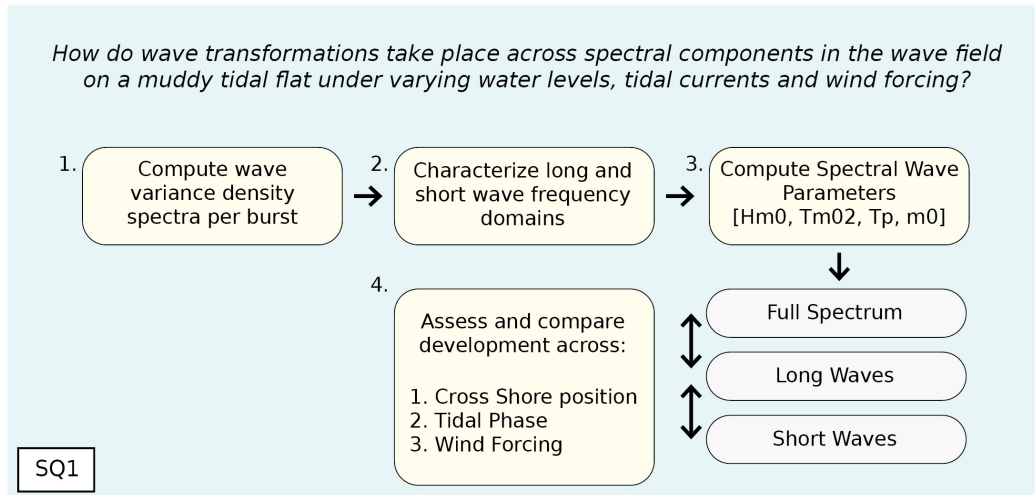 How do wave transformations take place across spectral components in the wave field
on a muddy tidal flat under varying water levels, tidal currents and wind forcing?
1.
Compute wave
variance density
spectra per burst
2.
Characterize long and
short wave frequency
domains
3.
Compute Spectral Wave
Parameters
[Hm0, Tm02, Tp, m0]
4.
Assess and compare
development across:
1. Cross Shore position
2. Tidal Phase
3. Wind Forcing
Full Spectrum
Long Waves
Short Waves
SQ1